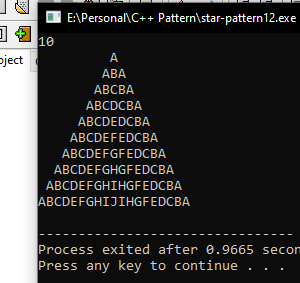 E:\Personal\C++ Pattern\star-pattern12.exe
10
oject
A
ABA
ABCBA
ABCDCBA
ABCDEDCBA
ABCDEFEDCBA
ABCDEFGFEDCBA
ABCDEFGHGFEDCBA
ABCDEFGHIHGFEDCBA
ABCDEFGHIJIHGFEDCBA
--------------------------------
Process exited after 0.9665 secon
Press any key to continue . . .